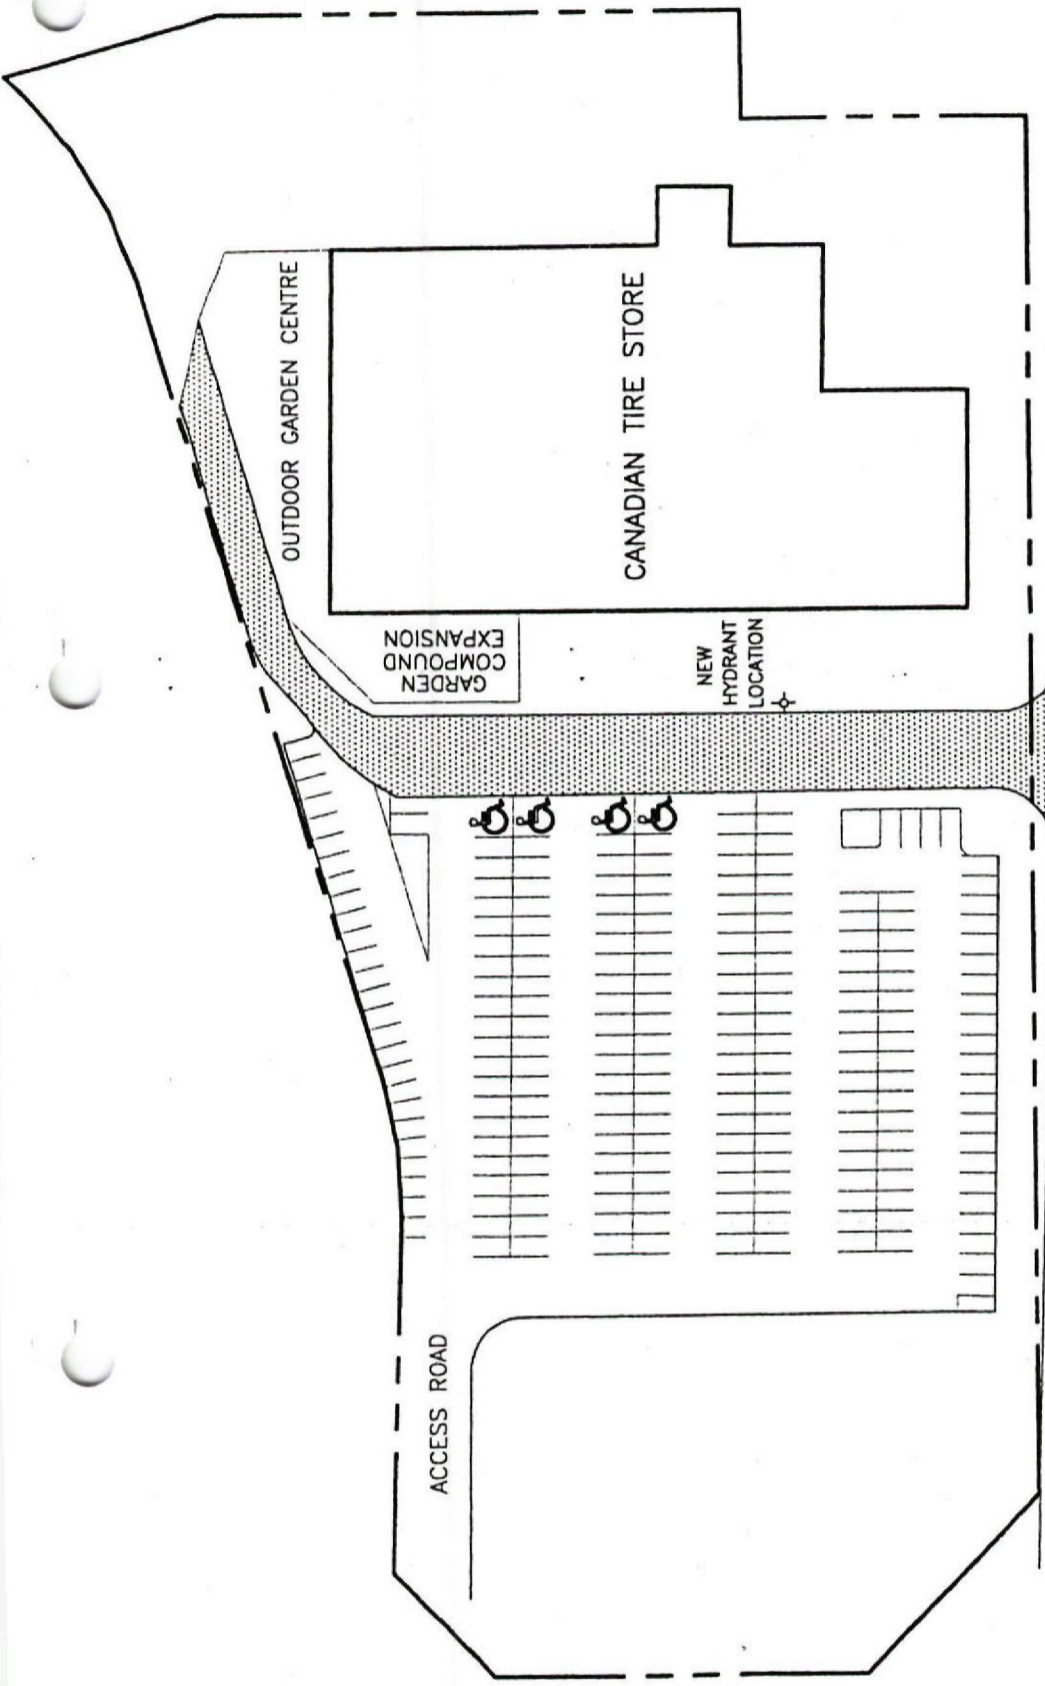 OUTDOOR GARDEN CENTRE
CANADIAN TIRE STORE
GARDEN
COMPOUND
EXPANSION
NEW
HYDRANT
LOCATION
ACCESS ROAD